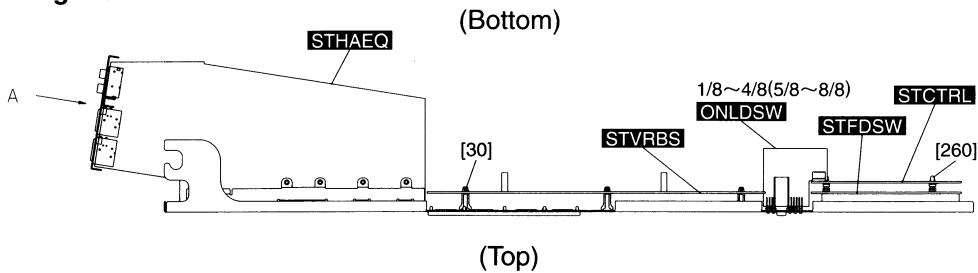 (Bottom)
STHAEQ
A
1/8~4/8(5/8~8/8)
ONLDSW
STCTRL
STFDSW
STVRBS
[30]
[260]
(Top)